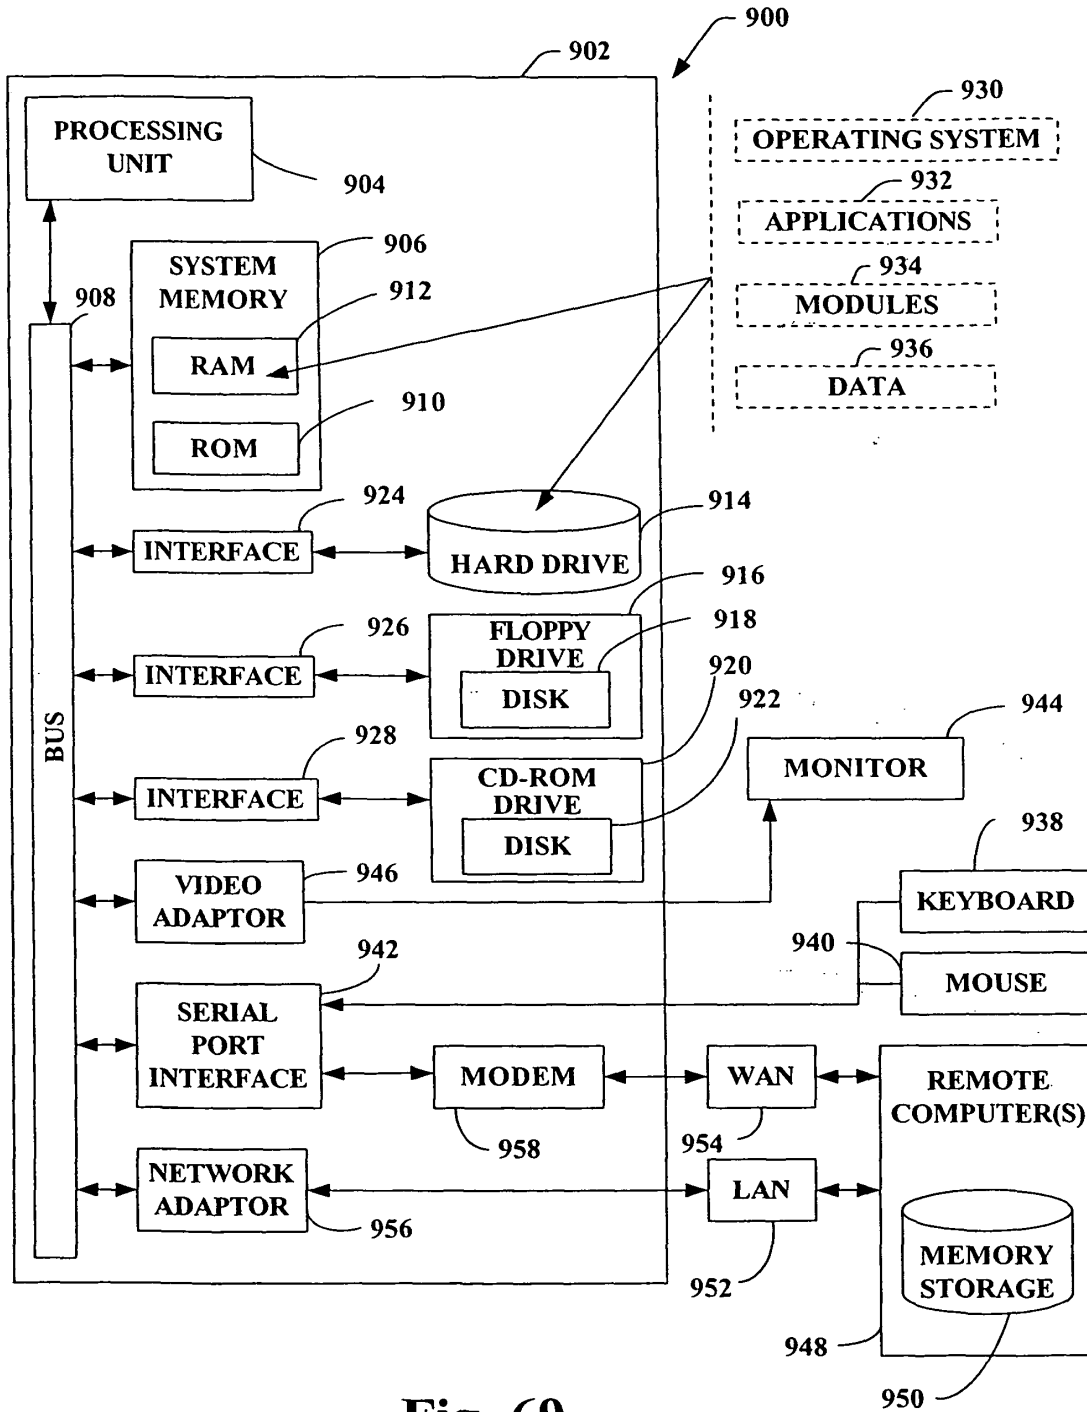 900
902
PROCESSING
UNIT
904
930
OPERATING SYSTEM
932
APPLICATIONS
934
MODULES
936
DATA
906
SYSTEM
MEMORY
912
RAM
910
ROM
908
BUS
924
INTERFACE
914
HARD DRIVE
916
926
INTERFACE
FLOPPY
DRIVE
918
DISK
920
928
INTERFACE
CD-ROM
DRIVE
922
DISK
944
MONITOR
946
VIDEO
ADAPTOR
938
KEYBOARD
940
MOUSE
942
SERIAL
PORT
INTERFACE
MODEM
958
WAN
954
REMOTE
COMPUTER(S)
NETWORK
ADAPTOR
956
LAN
952
MEMORY
STORAGE
948
950
Fig. 69